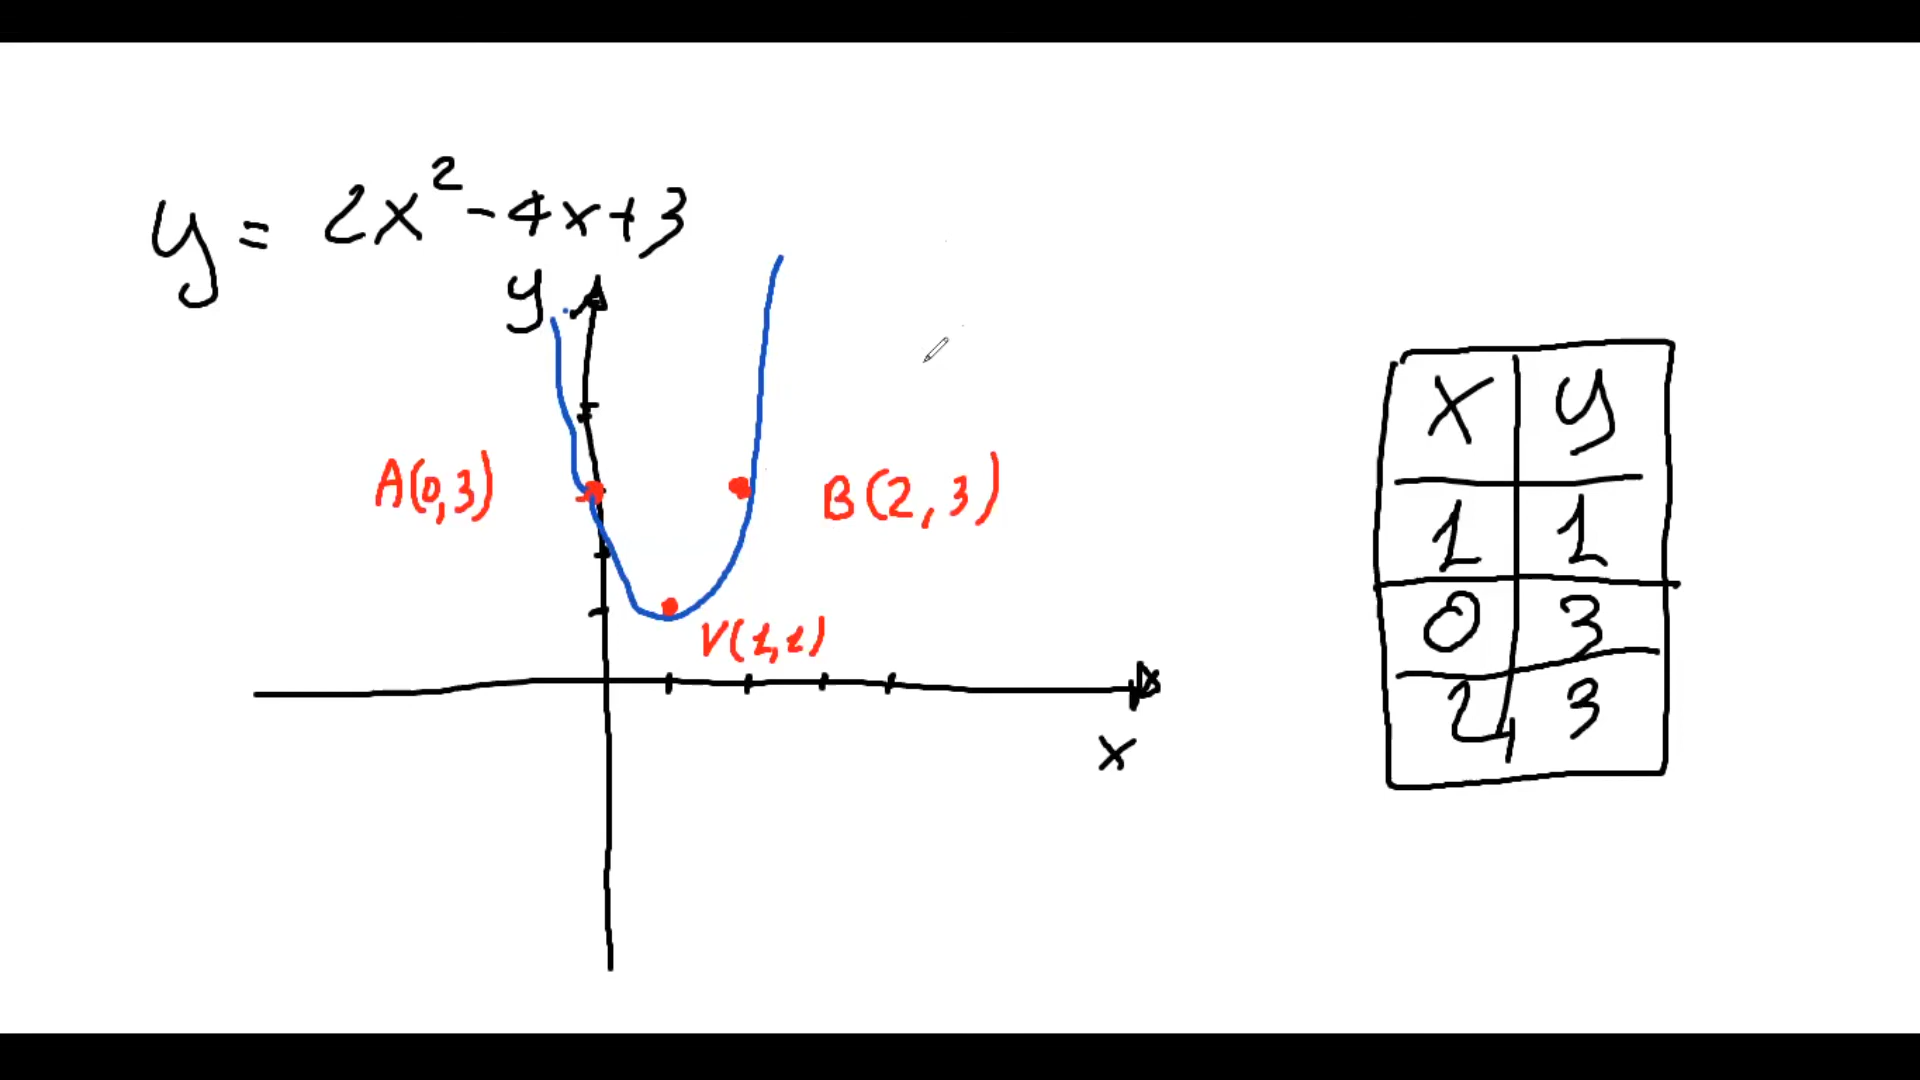 y = 2x² - 4x + 3
y
A(0,3)
B(2,3)
V(1,1)
x
x y
1 1
0 3
2 3